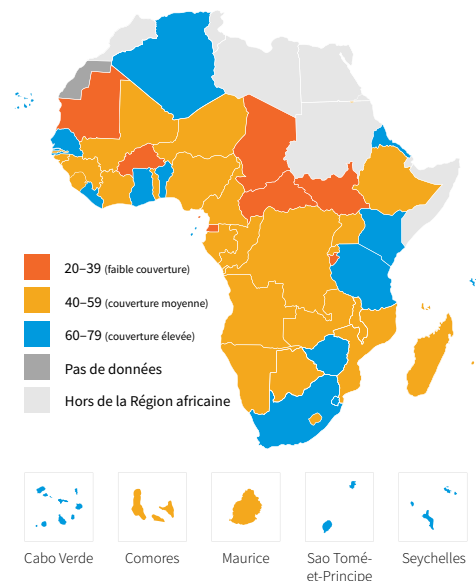 20–39 (faible couverture)
40–59 (couverture moyenne)
60–79 (couverture élevée)
Pas de données
Hors de la Région africaine
Cabo Verde
Comores
Maurice
Sao Tomé-
et-Principe
Seychelles